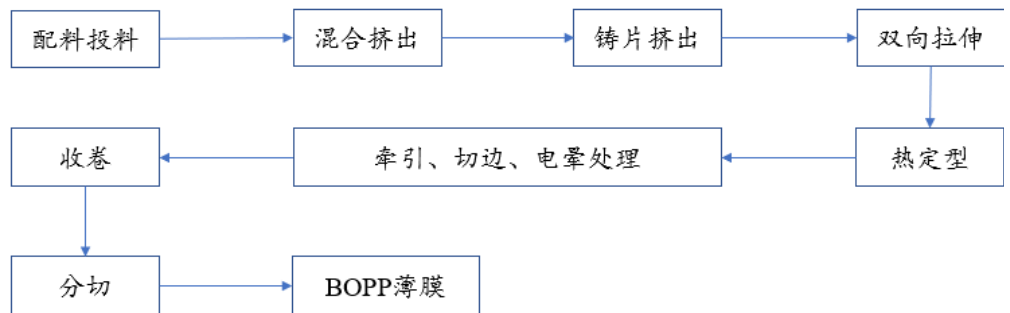 配料投料
混合挤出
铸片挤出
双向拉伸
热定型
牵引、切边、电晕处理
收卷
分切
BOPP薄膜